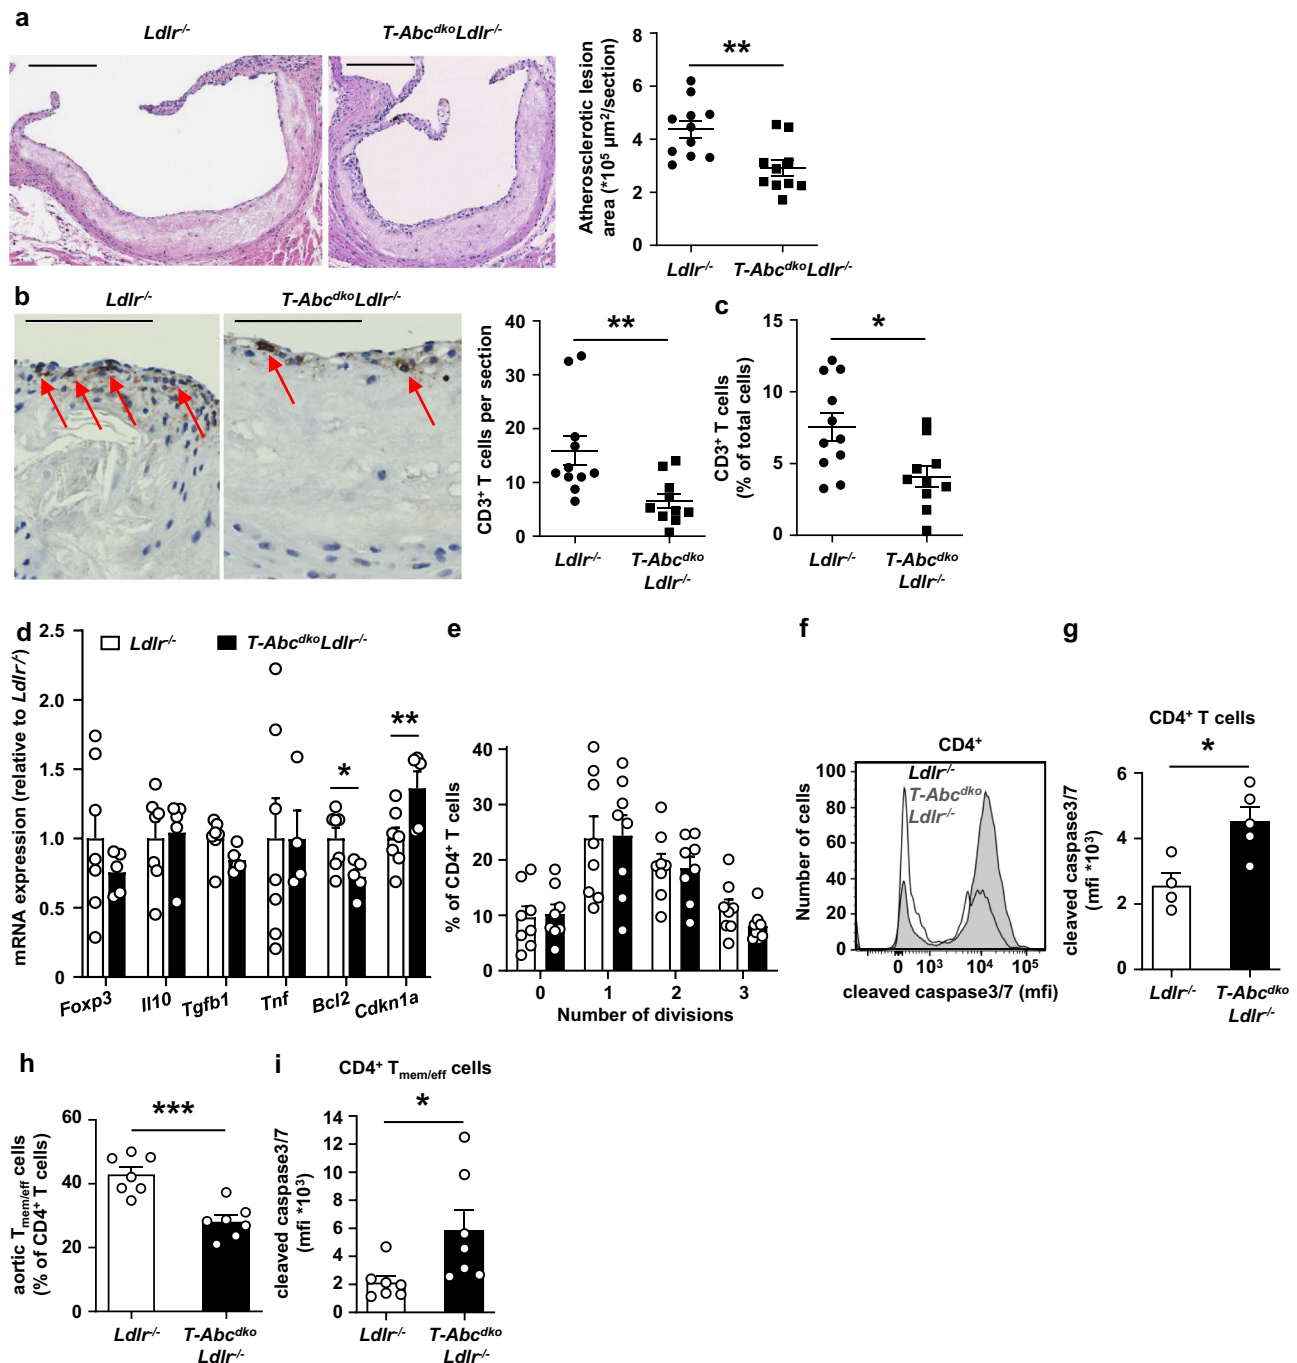 a
Ldlr-/-
T-AbcdkoLdlr-/-
Atherosclerotic lesion
area (*10⁵ µm²/section)
8
6
4
2
0
**
Ldlr-/-
T-AbcdkoLdlr-/-
b
Ldlr-/-
T-AbcdkoLdlr-/-
CD3⁺ T cells per section
40
30
20
10
0
**
Ldlr-/-
T-Abcdko
Ldlr-/-
c
CD3⁺ T cells
(% of total cells)
15
10
5
0
*
Ldlr-/-
T-Abcdko
Ldlr-/-
d
mRNA expression (relative to Ldlr-/)
2.5
2.0
1.5
1.0
0.5
0
Ldlr-/-
T-AbcdkoLdlr-/-
*
**
Foxp3
Il10
Tgfb1
Tnf
Bcl2
Cdkn1a
e
% of CD4⁺ T cells
40
30
20
10
0
0
1
2
3
Number of divisions
f
CD4⁺
Number of cells
100
80
60
40
20
0
Ldlr-/-
T-Abcdko
Ldlr-/-
0
10³
10⁴
10⁵
cleaved caspase3/7 (mfi)
g
CD4⁺ T cells
cleaved caspase3/7
(mfi *10³)
6
4
2
0
*
Ldlr-/-
T-Abcdko
Ldlr-/-
h
aortic Tmem/eff cells
(% of CD4⁺ T cells)
60
40
20
0
***
Ldlr-/-
T-Abcdko
Ldlr-/-
i
CD4⁺ Tmem/eff cells
cleaved caspase3/7
(mfi *10³)
14
12
10
8
6
4
2
0
*
Ldlr-/-
T-Abcdko
Ldlr-/-